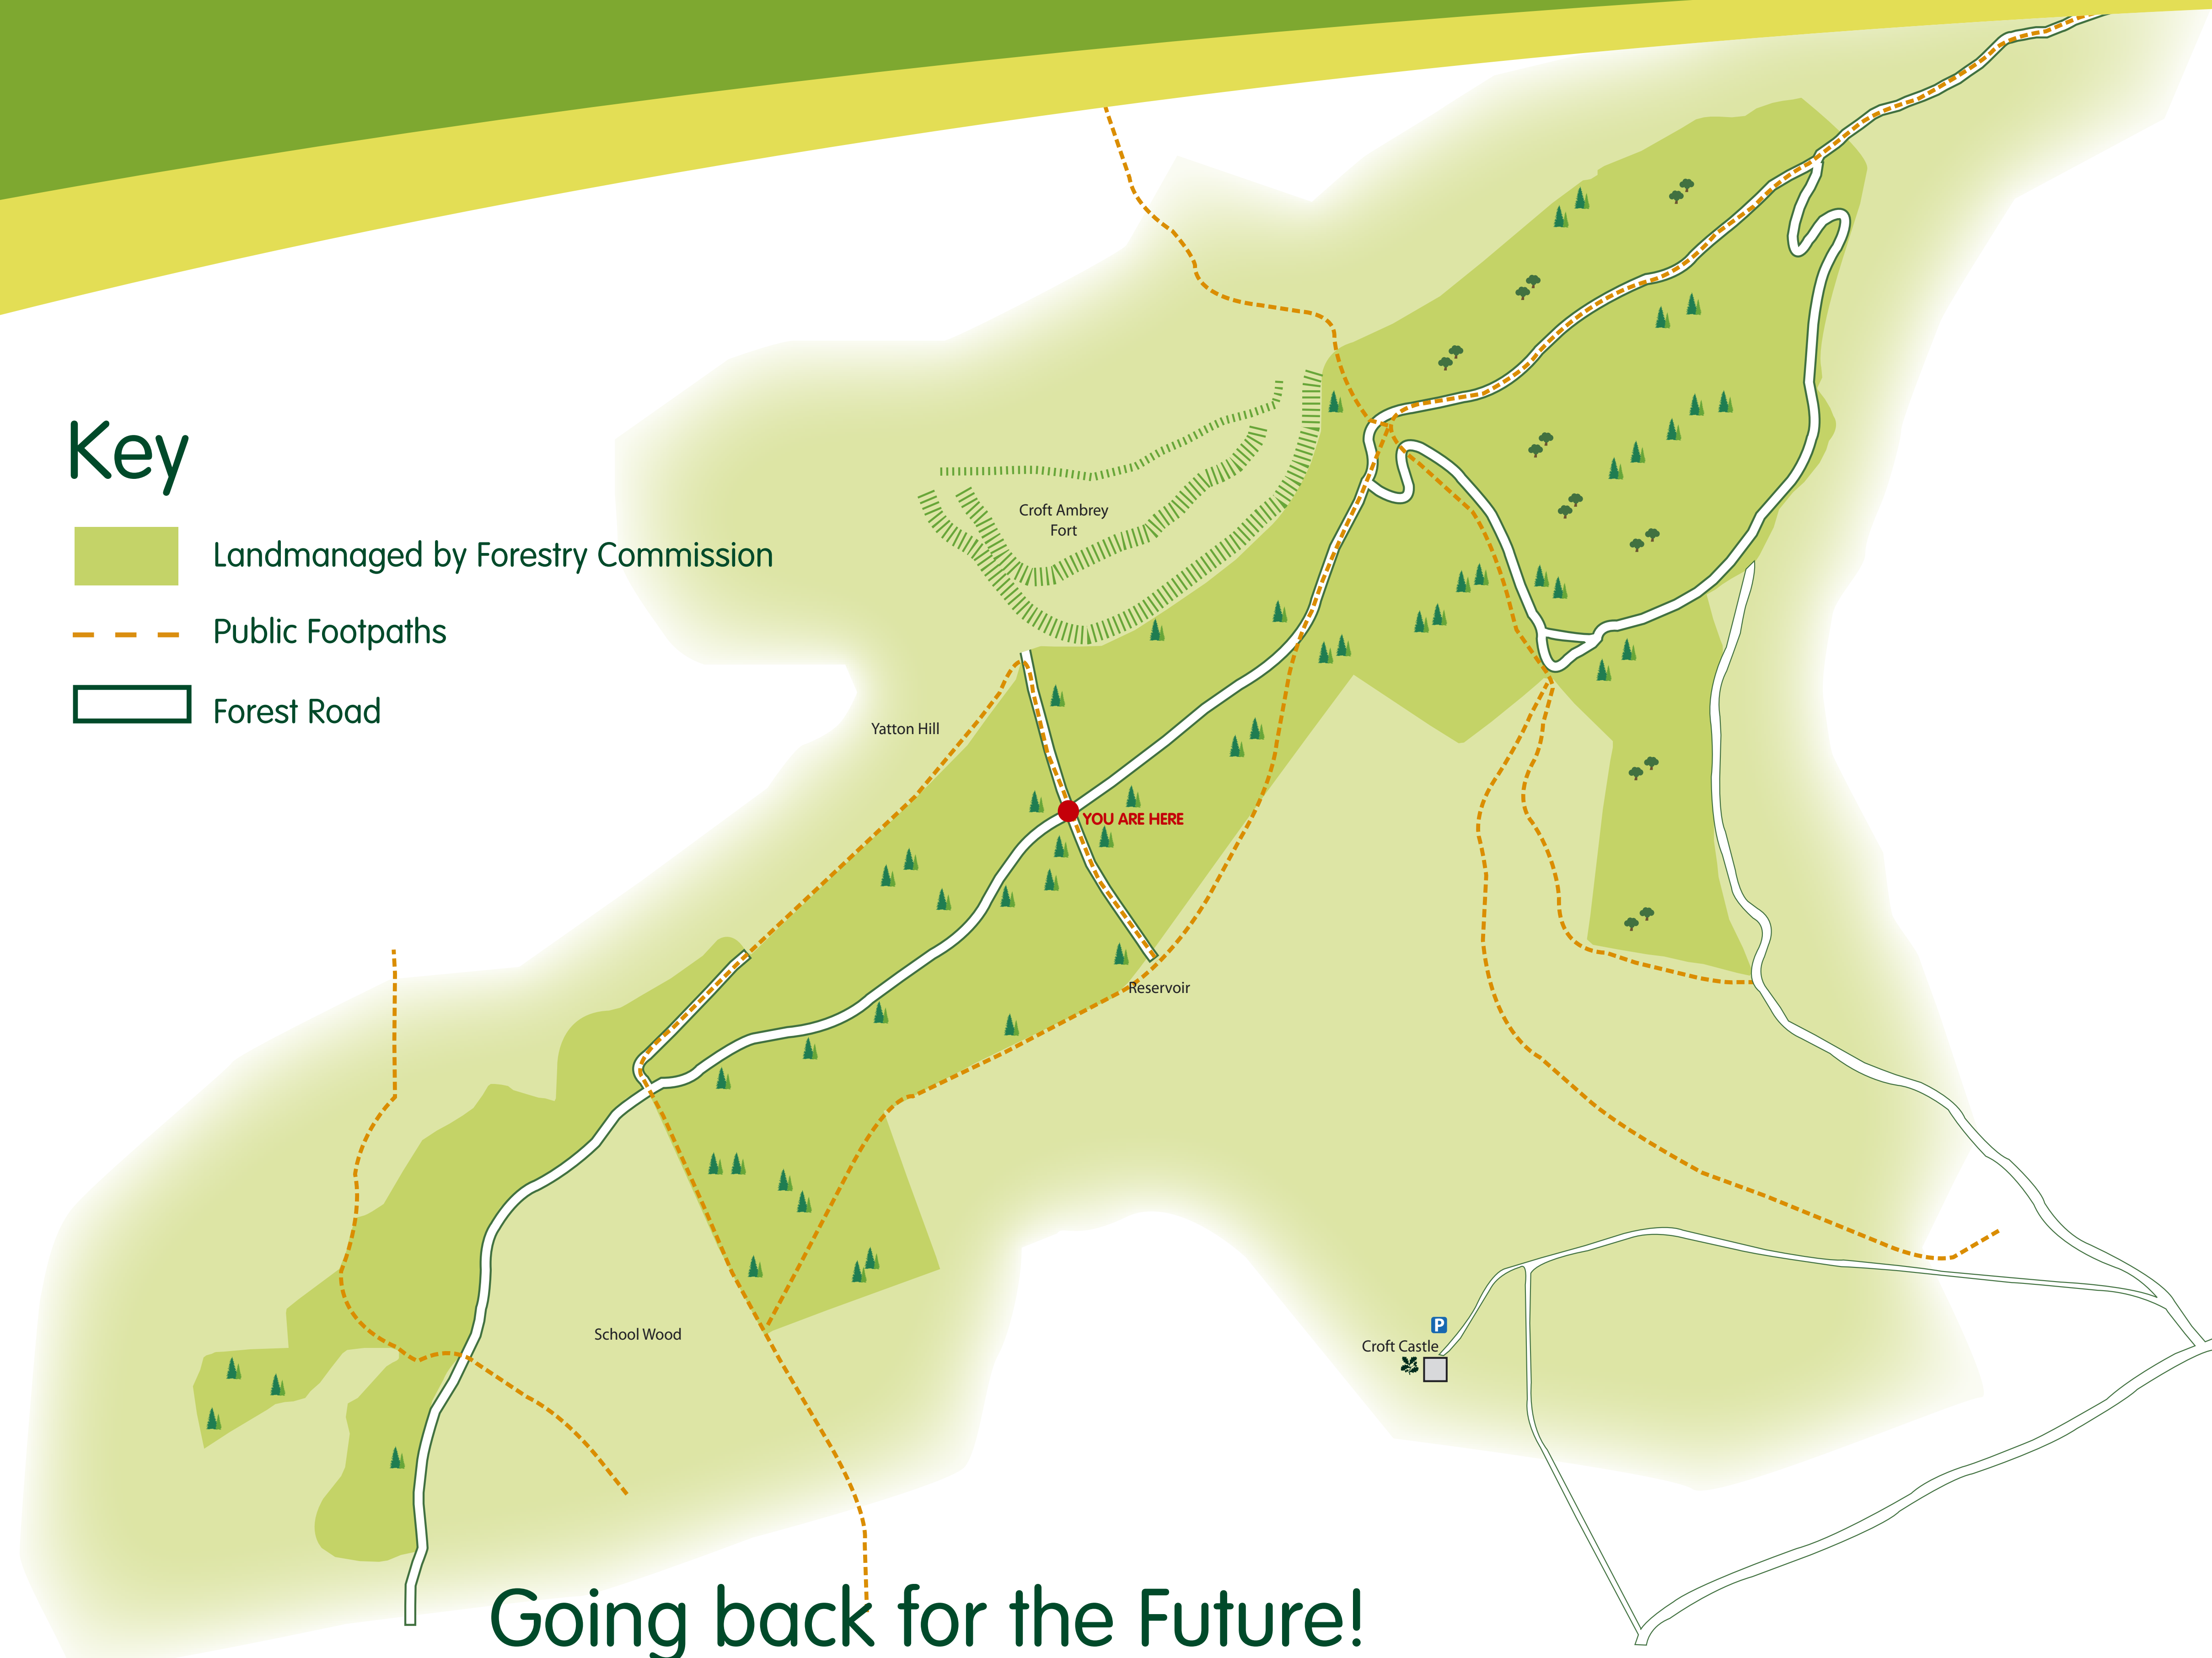 Key
Landmanaged by Forestry Commission
Public Footpaths
Forest Road
Croft Ambrey
Fort
Yatton Hill
YOU ARE HERE
Reservoir
School Wood
P
Croft Castle
Going back for the Future!